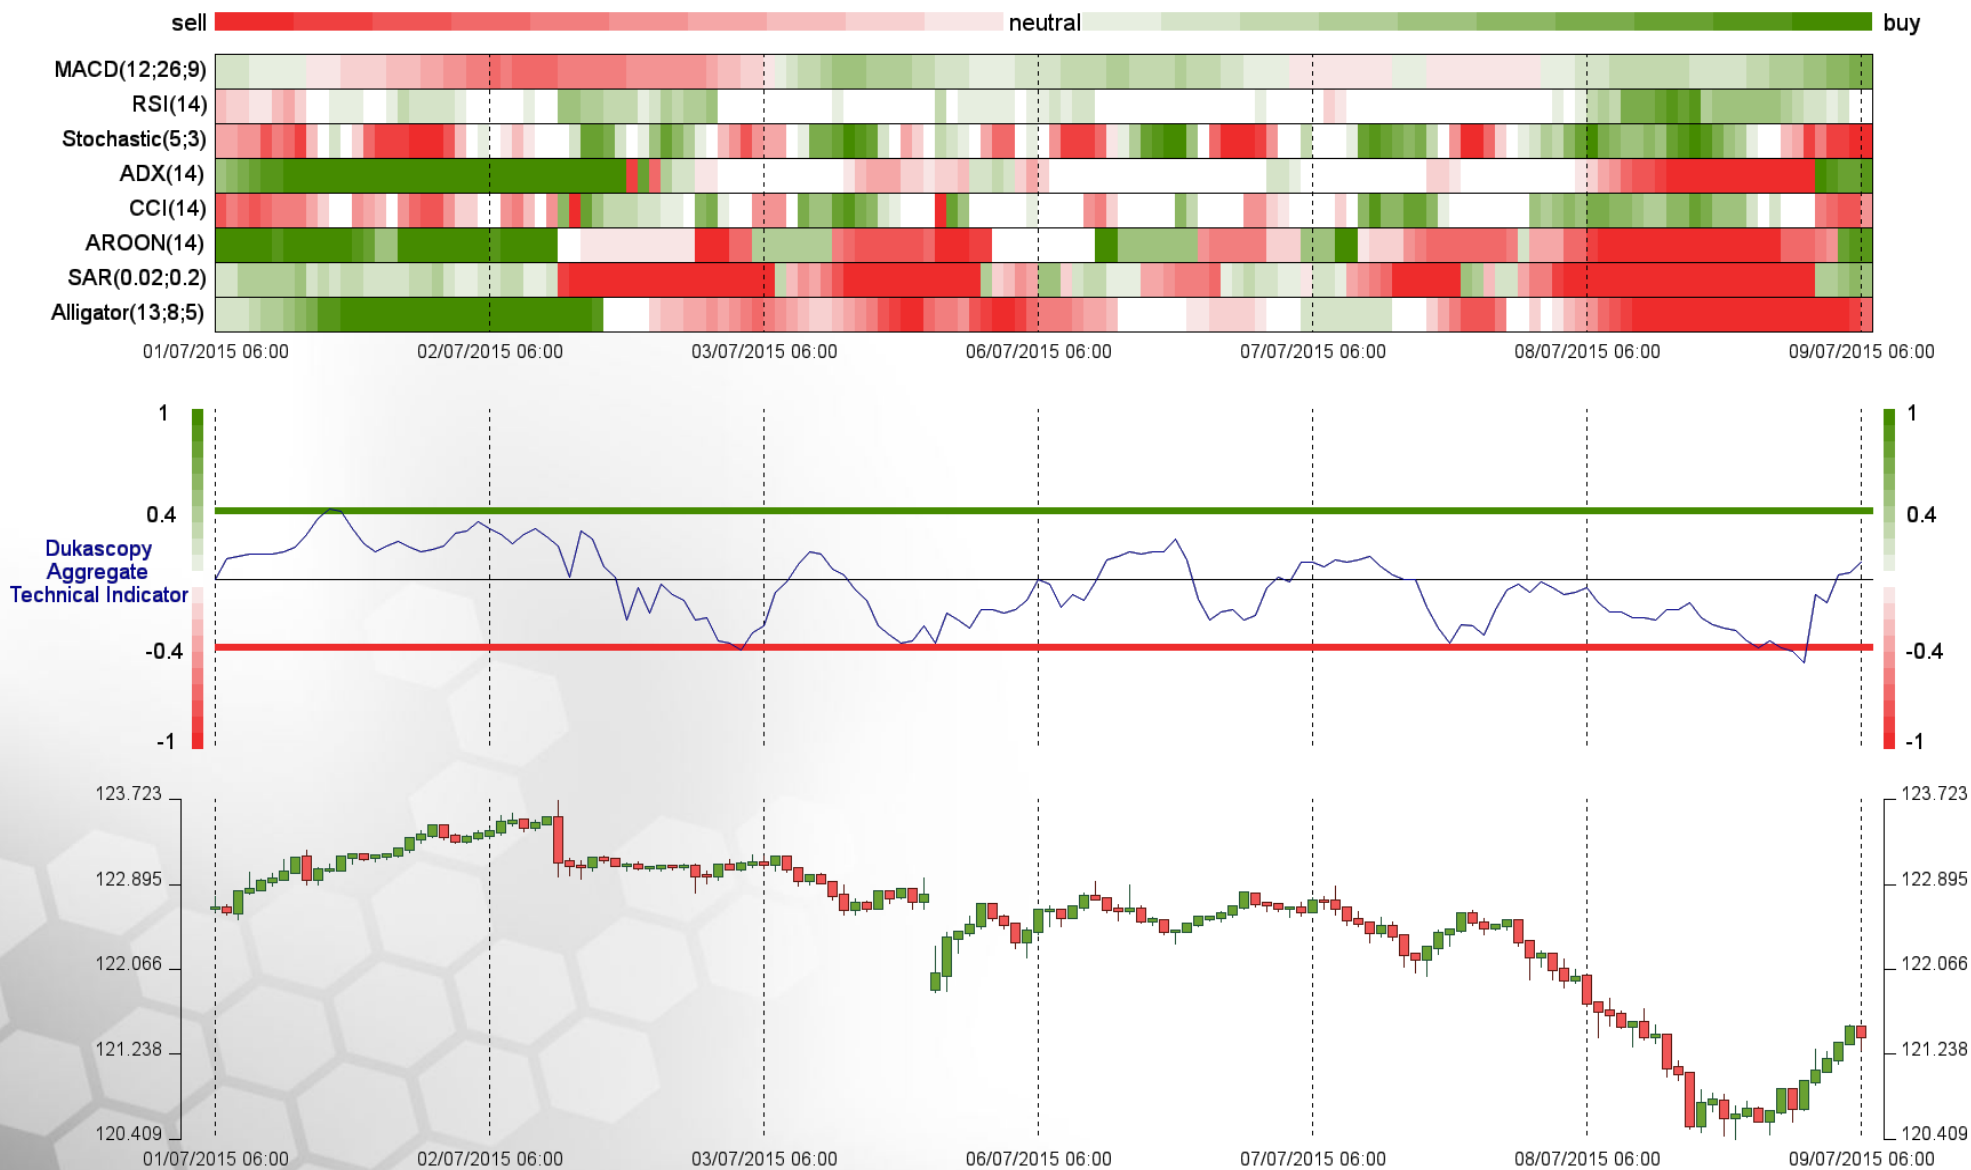 sell neutral buy
MACD(12;26;9)
RSI(14)
Stochastic(5;3)
ADX(14)
CCI(14)
AROON(14)
SAR(0.02;0.2)
Alligator(13;8;5)
01/07/2015 06:00 02/07/2015 06:00 03/07/2015 06:00 06/07/2015 06:00 07/07/2015 06:00 08/07/2015 06:00 09/07/2015 06:00
1 1
0.4 0.4
Dukascopy
Aggregate
Technical Indicator
-0.4 -0.4
-1 -1
123.723 123.723
122.895 122.895
122.066 122.066
121.238 121.238
120.409 120.409
01/07/2015 06:00 02/07/2015 06:00 03/07/2015 06:00 06/07/2015 06:00 07/07/2015 06:00 08/07/2015 06:00 09/07/2015 06:00